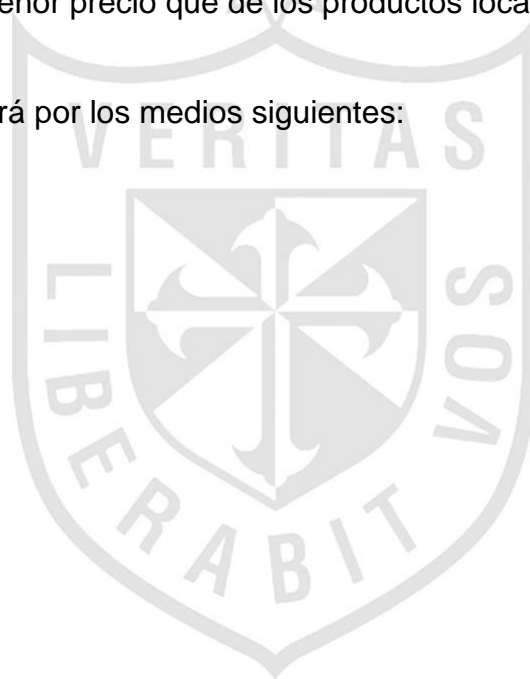 enor precio que de los productos loca
rá por los medios siguientes:
VERITAS
LIBERABIT
VOS